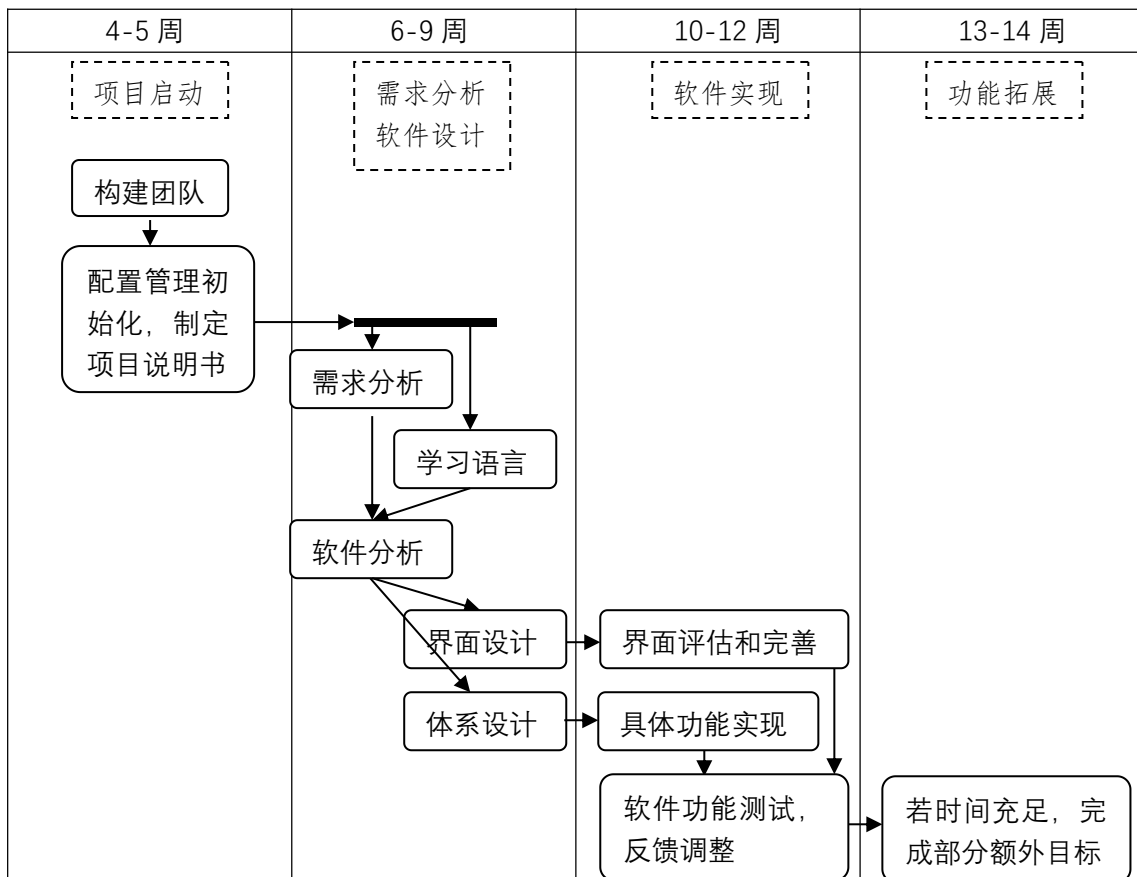 4-5 周
6-9 周
10-12 周
13-14 周
项目启动
需求分析
软件设计
软件实现
功能拓展
构建团队
配置管理初
始化，制定
项目说明书
需求分析
学习语言
软件分析
界面设计
界面评估和完善
体系设计
具体功能实现
软件功能测试，
反馈调整
若时间充足，完
成部分额外目标